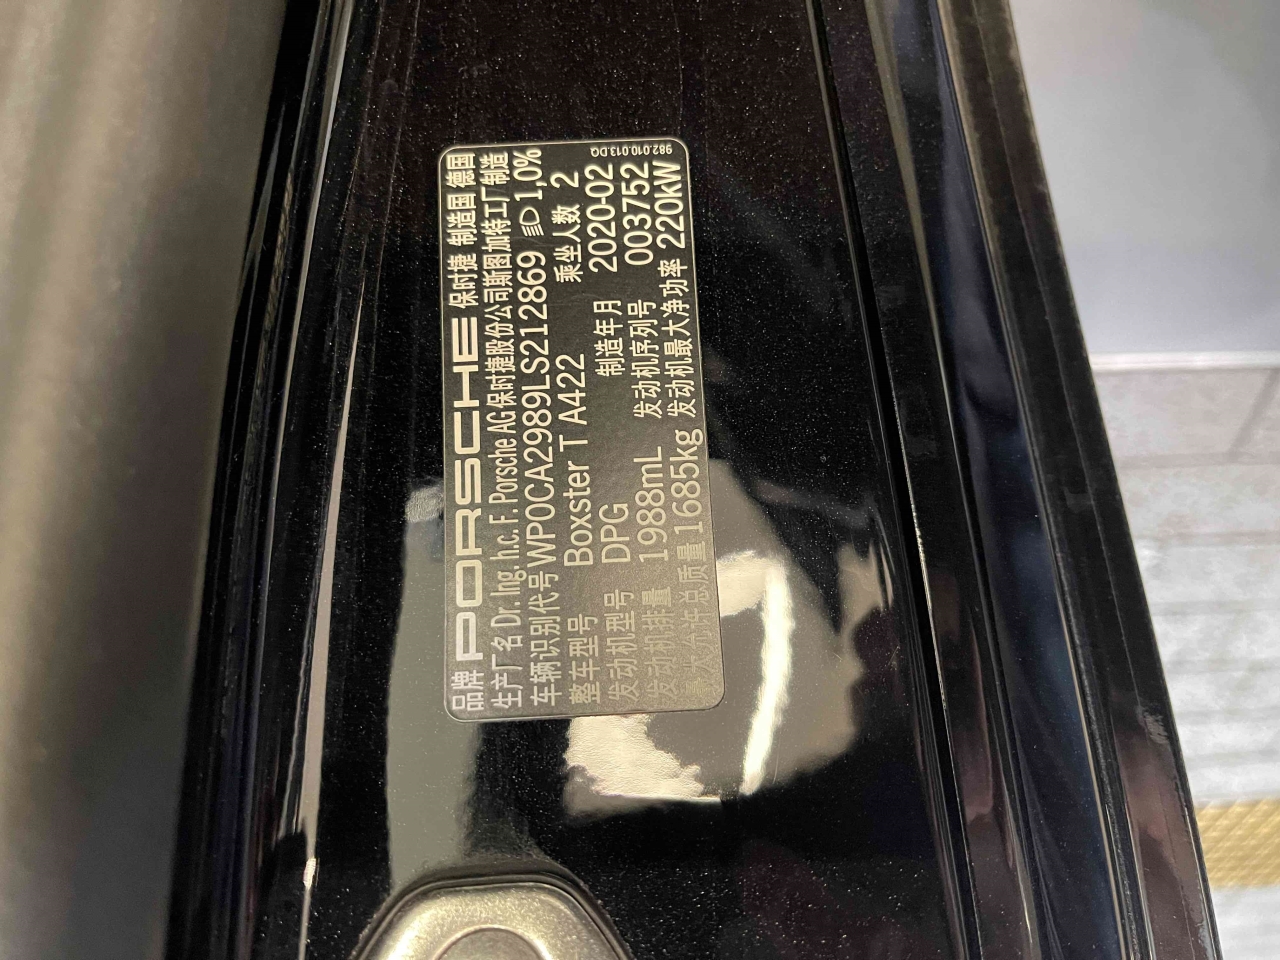 品牌 PORSCHE 保时捷 制造国 德国
生产厂名 Dr. Ing. h.c. F. Porsche AG 保时捷股份公司斯图加特工厂制造
车辆识别代号 WP0CA2989LS212869 1,0%
整车型号 Boxster T A422 乘坐人数 2
发动机型号 DPG 制造年月 2020-02
发动机排量 1988mL 发动机序列号 003752
最大允许总质量 1685kg 发动机最大净功率 220kW
982.010.013.DQ